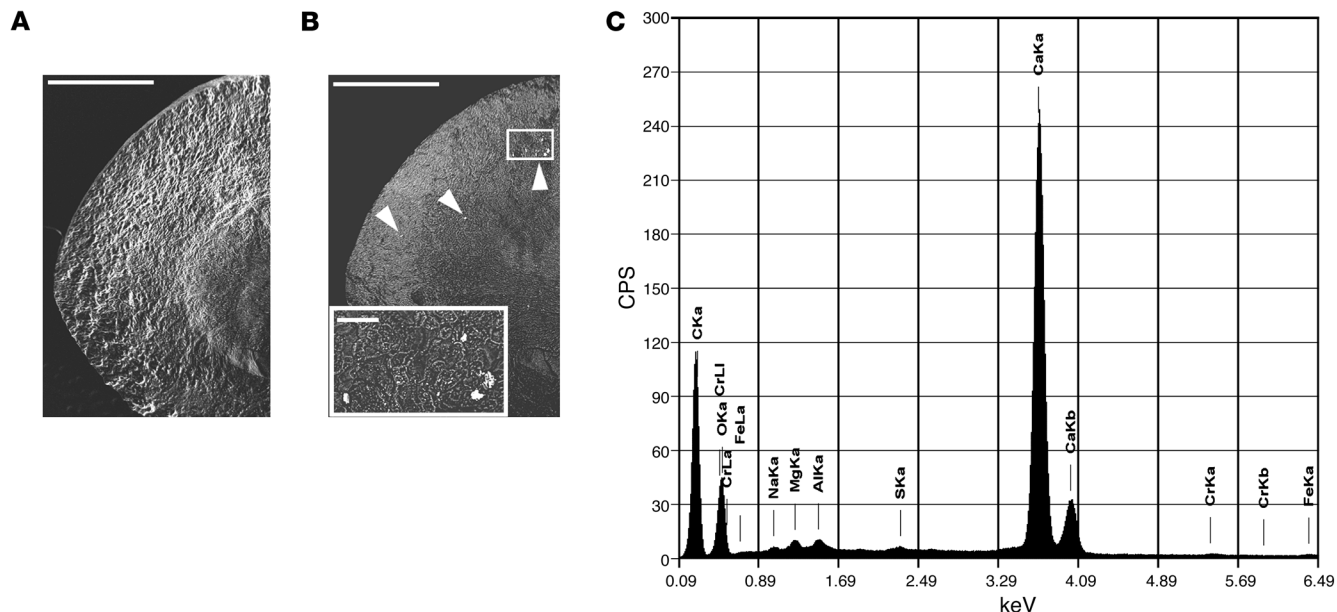 A
B
C
300
270
240
210
180
150
120
90
60
30
0
CPS
CKa
OKa
CrLl
CrLa
FeLa
NaKa
MgKa
AlKa
SKa
CaKa
CaKb
CrKa
CrKb
FeKa
0.09
0.89
1.69
2.49
3.29
4.09
4.89
5.69
6.49
keV